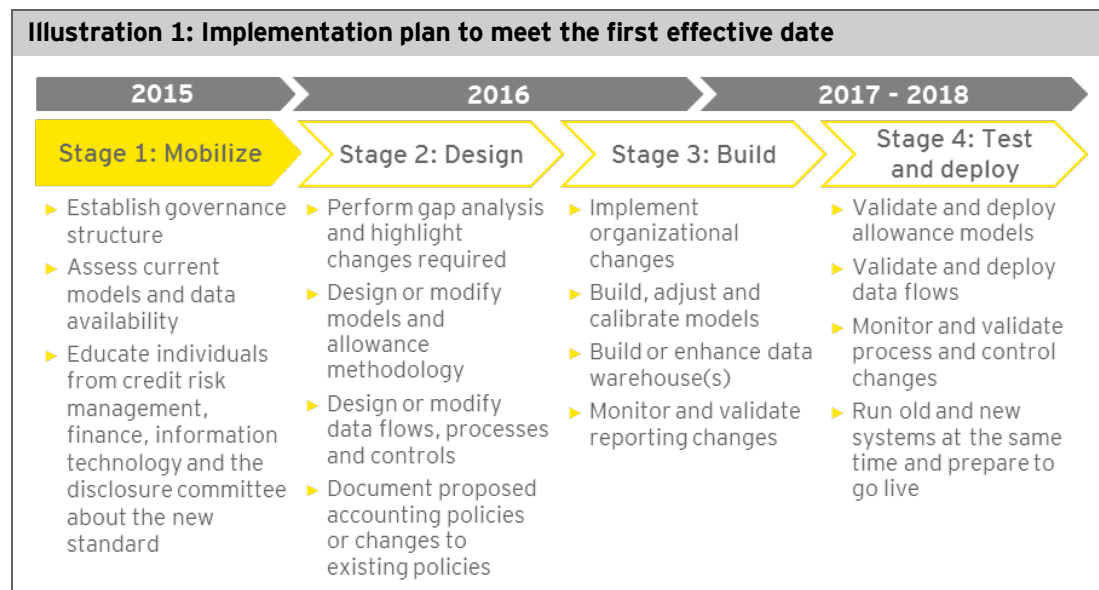 Illustration 1: Implementation plan to meet the first effective date
2015
2016
2017 - 2018
Stage 1: Mobilize
Stage 2: Design
Stage 3: Build
Stage 4: Test
and deploy
► Establish governance
structure
► Assess current
models and data
availability
► Educate individuals
from credit risk
management,
finance, information
technology and the
disclosure committee
about the new
standard
► Perform gap analysis
and highlight
changes required
► Design or modify
models and
allowance
methodology
► Design or modify
data flows, processes
and controls
► Document proposed
accounting policies
or changes to
existing policies
► Implement
organizational
changes
► Build, adjust and
calibrate models
► Build or enhance data
warehouse(s)
► Monitor and validate
reporting changes
► Validate and deploy
allowance models
► Validate and deploy
data flows
► Monitor and validate
process and control
changes
► Run old and new
systems at the same
time and prepare to
go live